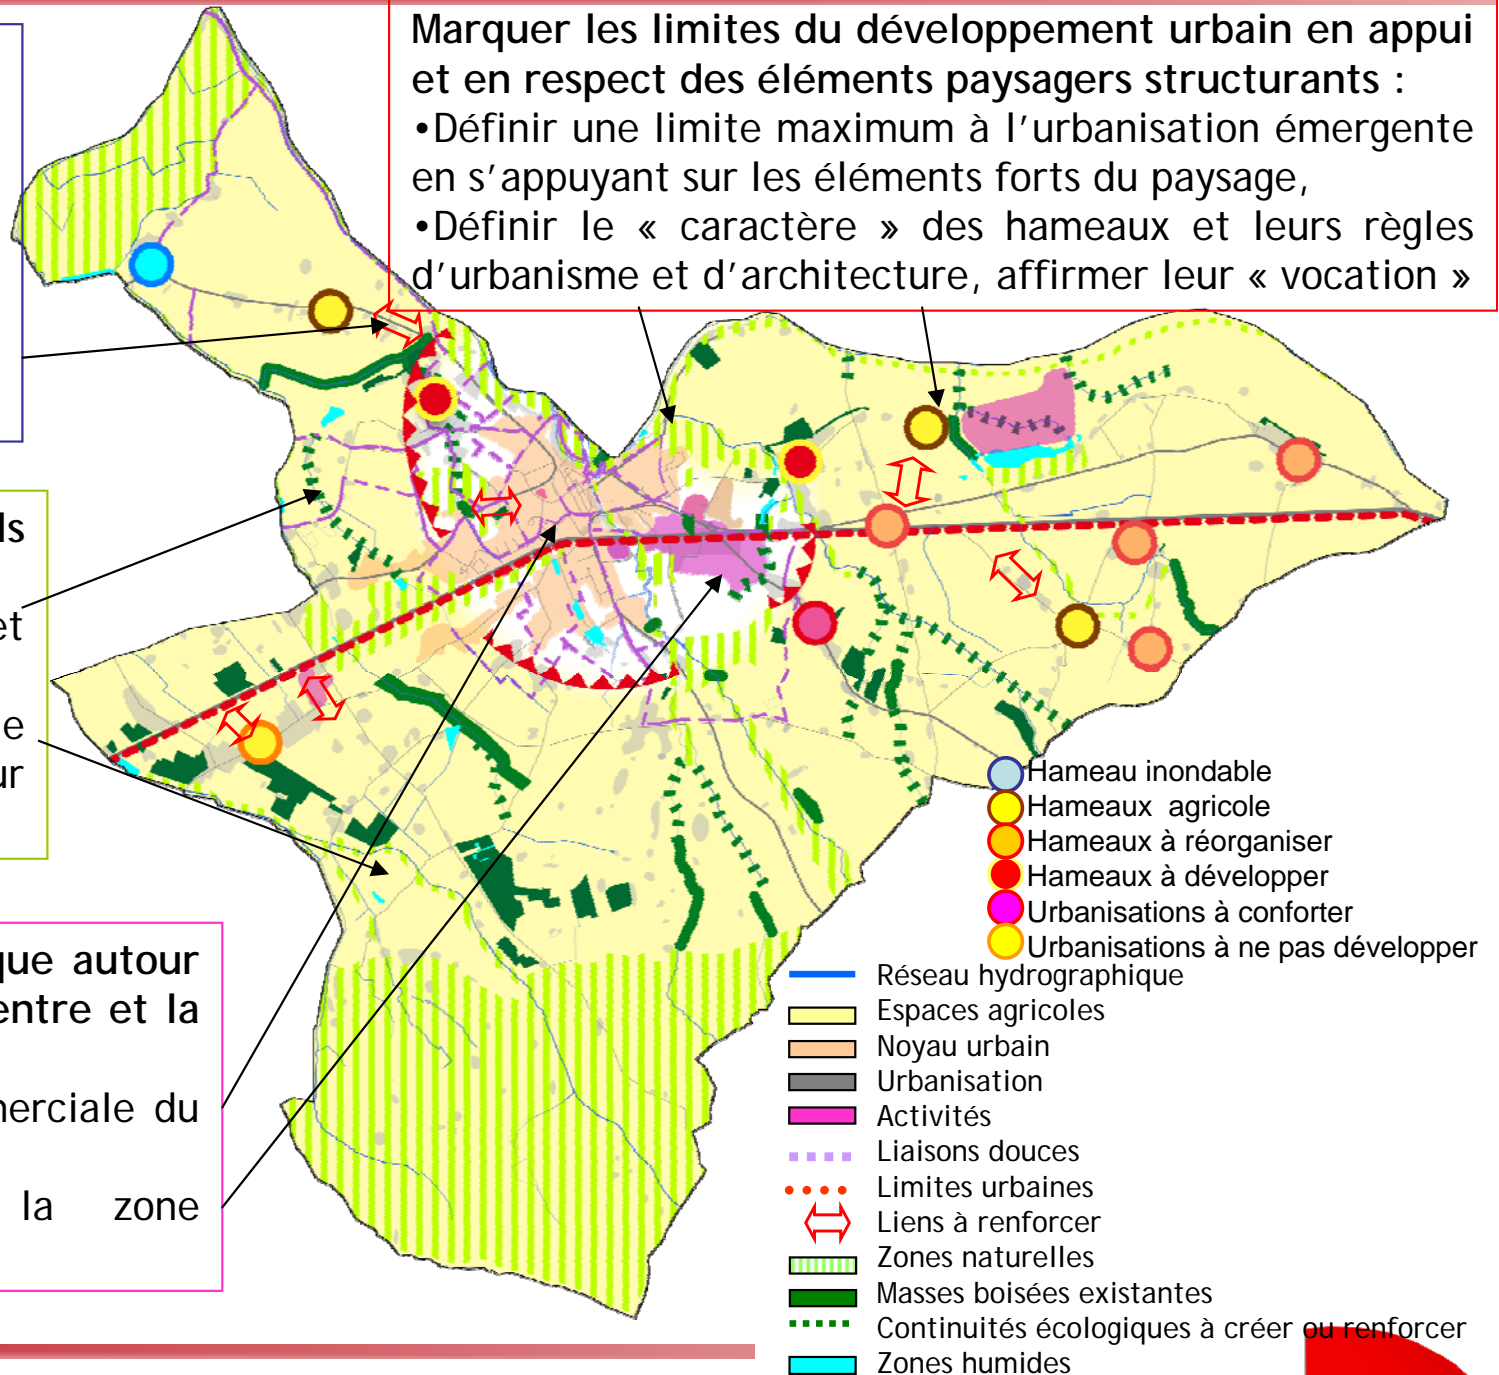 Marquer les limites du développement urbain en appui
et en respect des éléments paysagers structurants :
•Définir une limite maximum à l'urbanisation émergente
en s'appuyant sur les éléments forts du paysage,
•Définir le « caractère » des hameaux et leurs règles
d'urbanisme et d'architecture, affirmer leur « vocation »
ls
et
e
ur
que autour
entre et la
merciale du
la zone
Hameau inondable
Hameaux agricole
Hameaux à réorganiser
Hameaux à développer
Urbanisations à conforter
Urbanisations à ne pas développer
Réseau hydrographique
Espaces agricoles
Noyau urbain
Urbanisation
Activités
Liaisons douces
Limites urbaines
Liens à renforcer
Zones naturelles
Masses boisées existantes
Continuités écologiques à créer ou renforcer
Zones humides